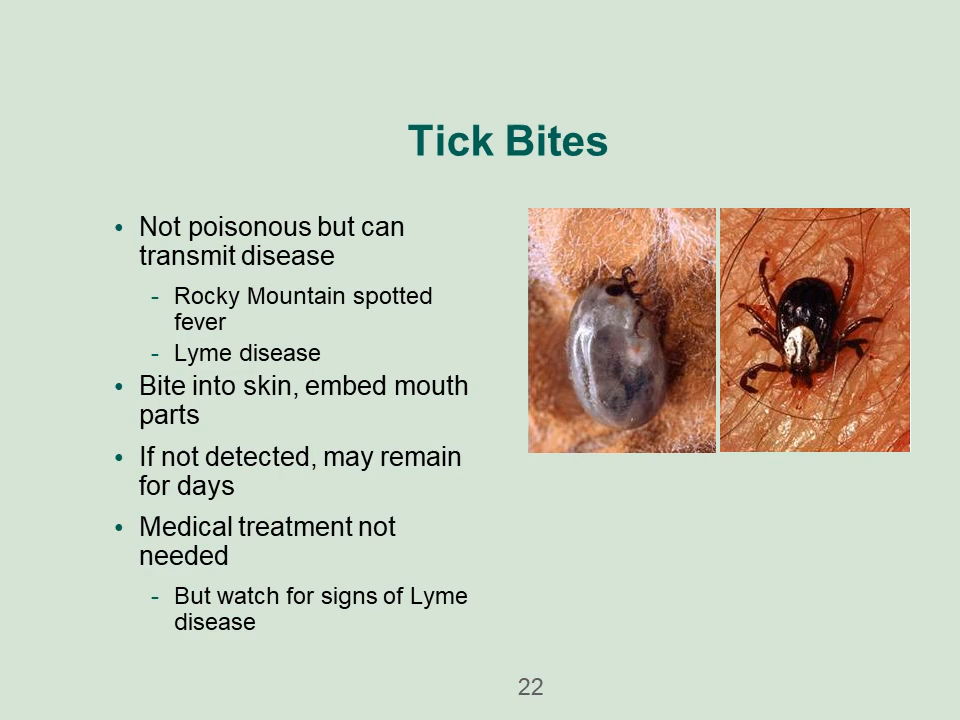 Tick Bites
• Not poisonous but can
transmit disease
- Rocky Mountain spotted
fever
- Lyme disease
• Bite into skin, embed mouth
parts
• If not detected, may remain
for days
• Medical treatment not
needed
- But watch for signs of Lyme
disease
22